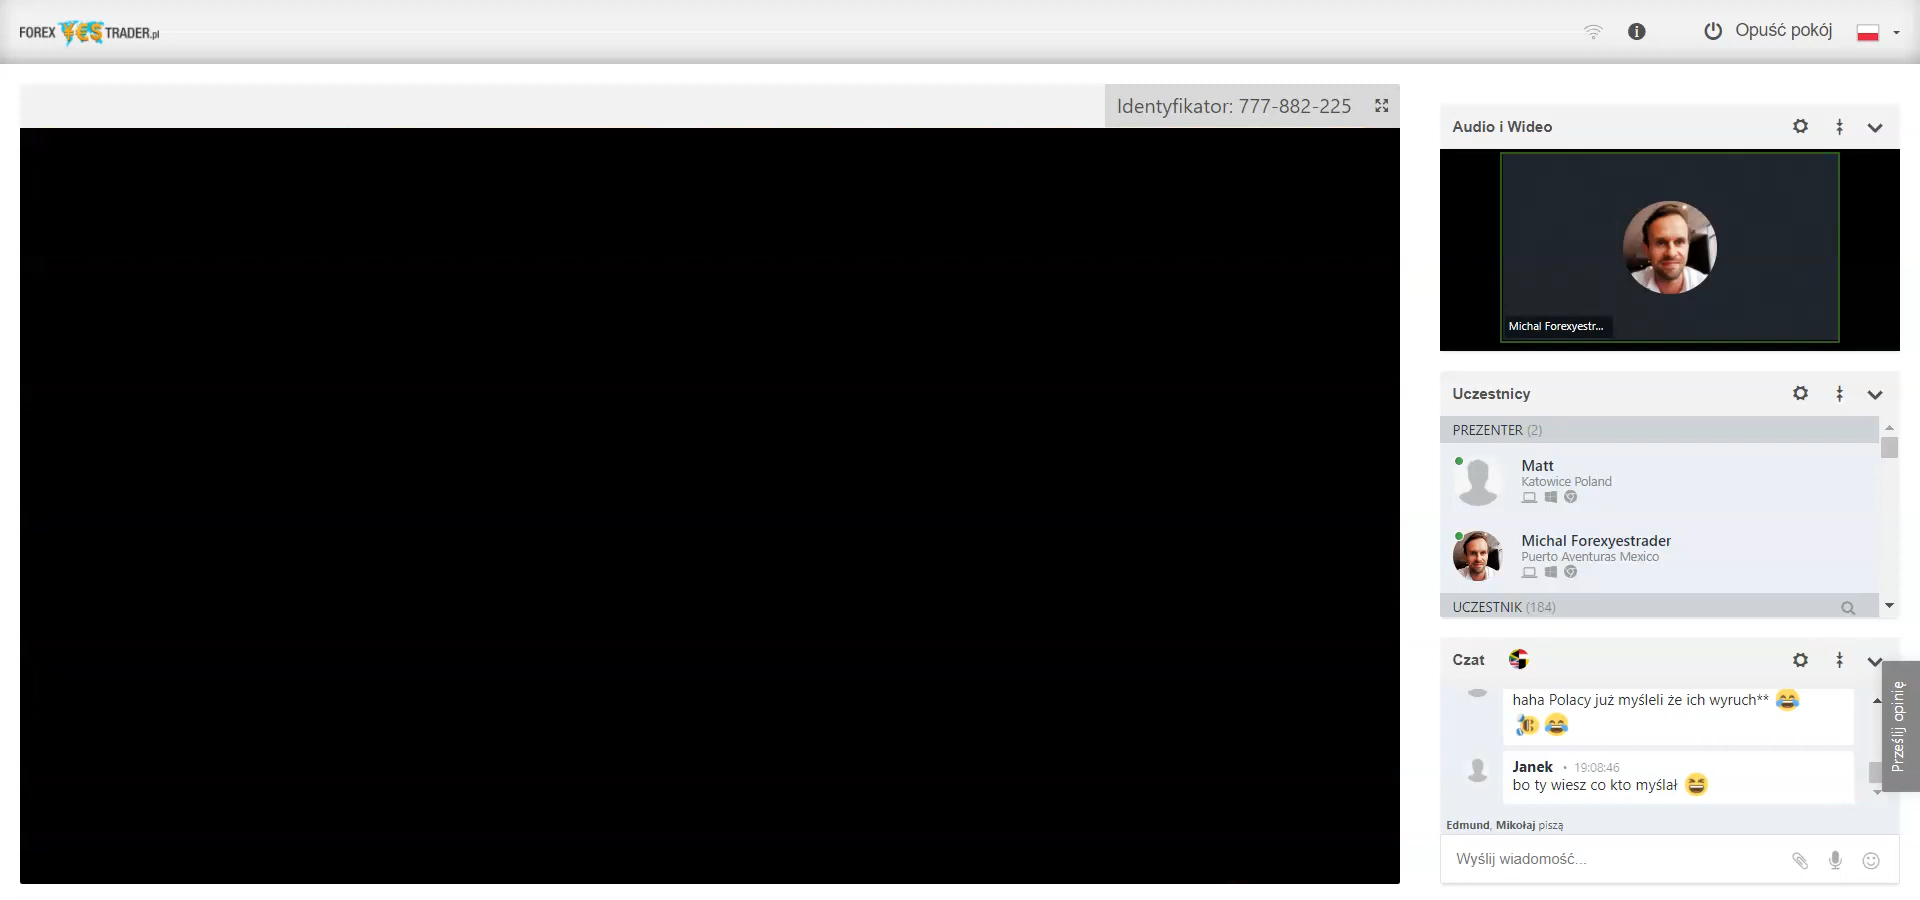 FOREX YES TRADER.pl
Opuść pokój
Identyfikator: 777-882-225
Audio i Wideo
Michal Forexyestr...
Uczestnicy
PREZENTER (2)
Matt
Katowice Poland
Michal Forexyestrader
Puerto Aventuras Mexico
UCZESTNIK (184)
Czat
haha Polacy już myśleli że ich wyruch**
Janek • 19:08:46
bo ty wiesz co kto myślał
Edmund, Mikołaj piszą
Wyślij wiadomość...
Prześlij opinię